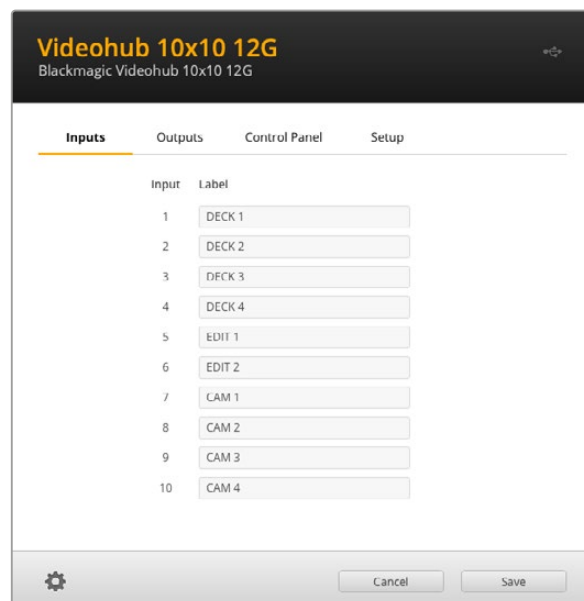 Videohub 10x10 12G
Blackmagic Videohub 10x10 12G
Inputs Outputs Control Panel Setup
Input Label
1 DECK 1
2 DECK 2
3 DECK 3
4 DECK 4
5 EDIT 1
6 EDIT 2
7 CAM 1
8 CAM 2
9 CAM 3
10 CAM 4
Cancel Save